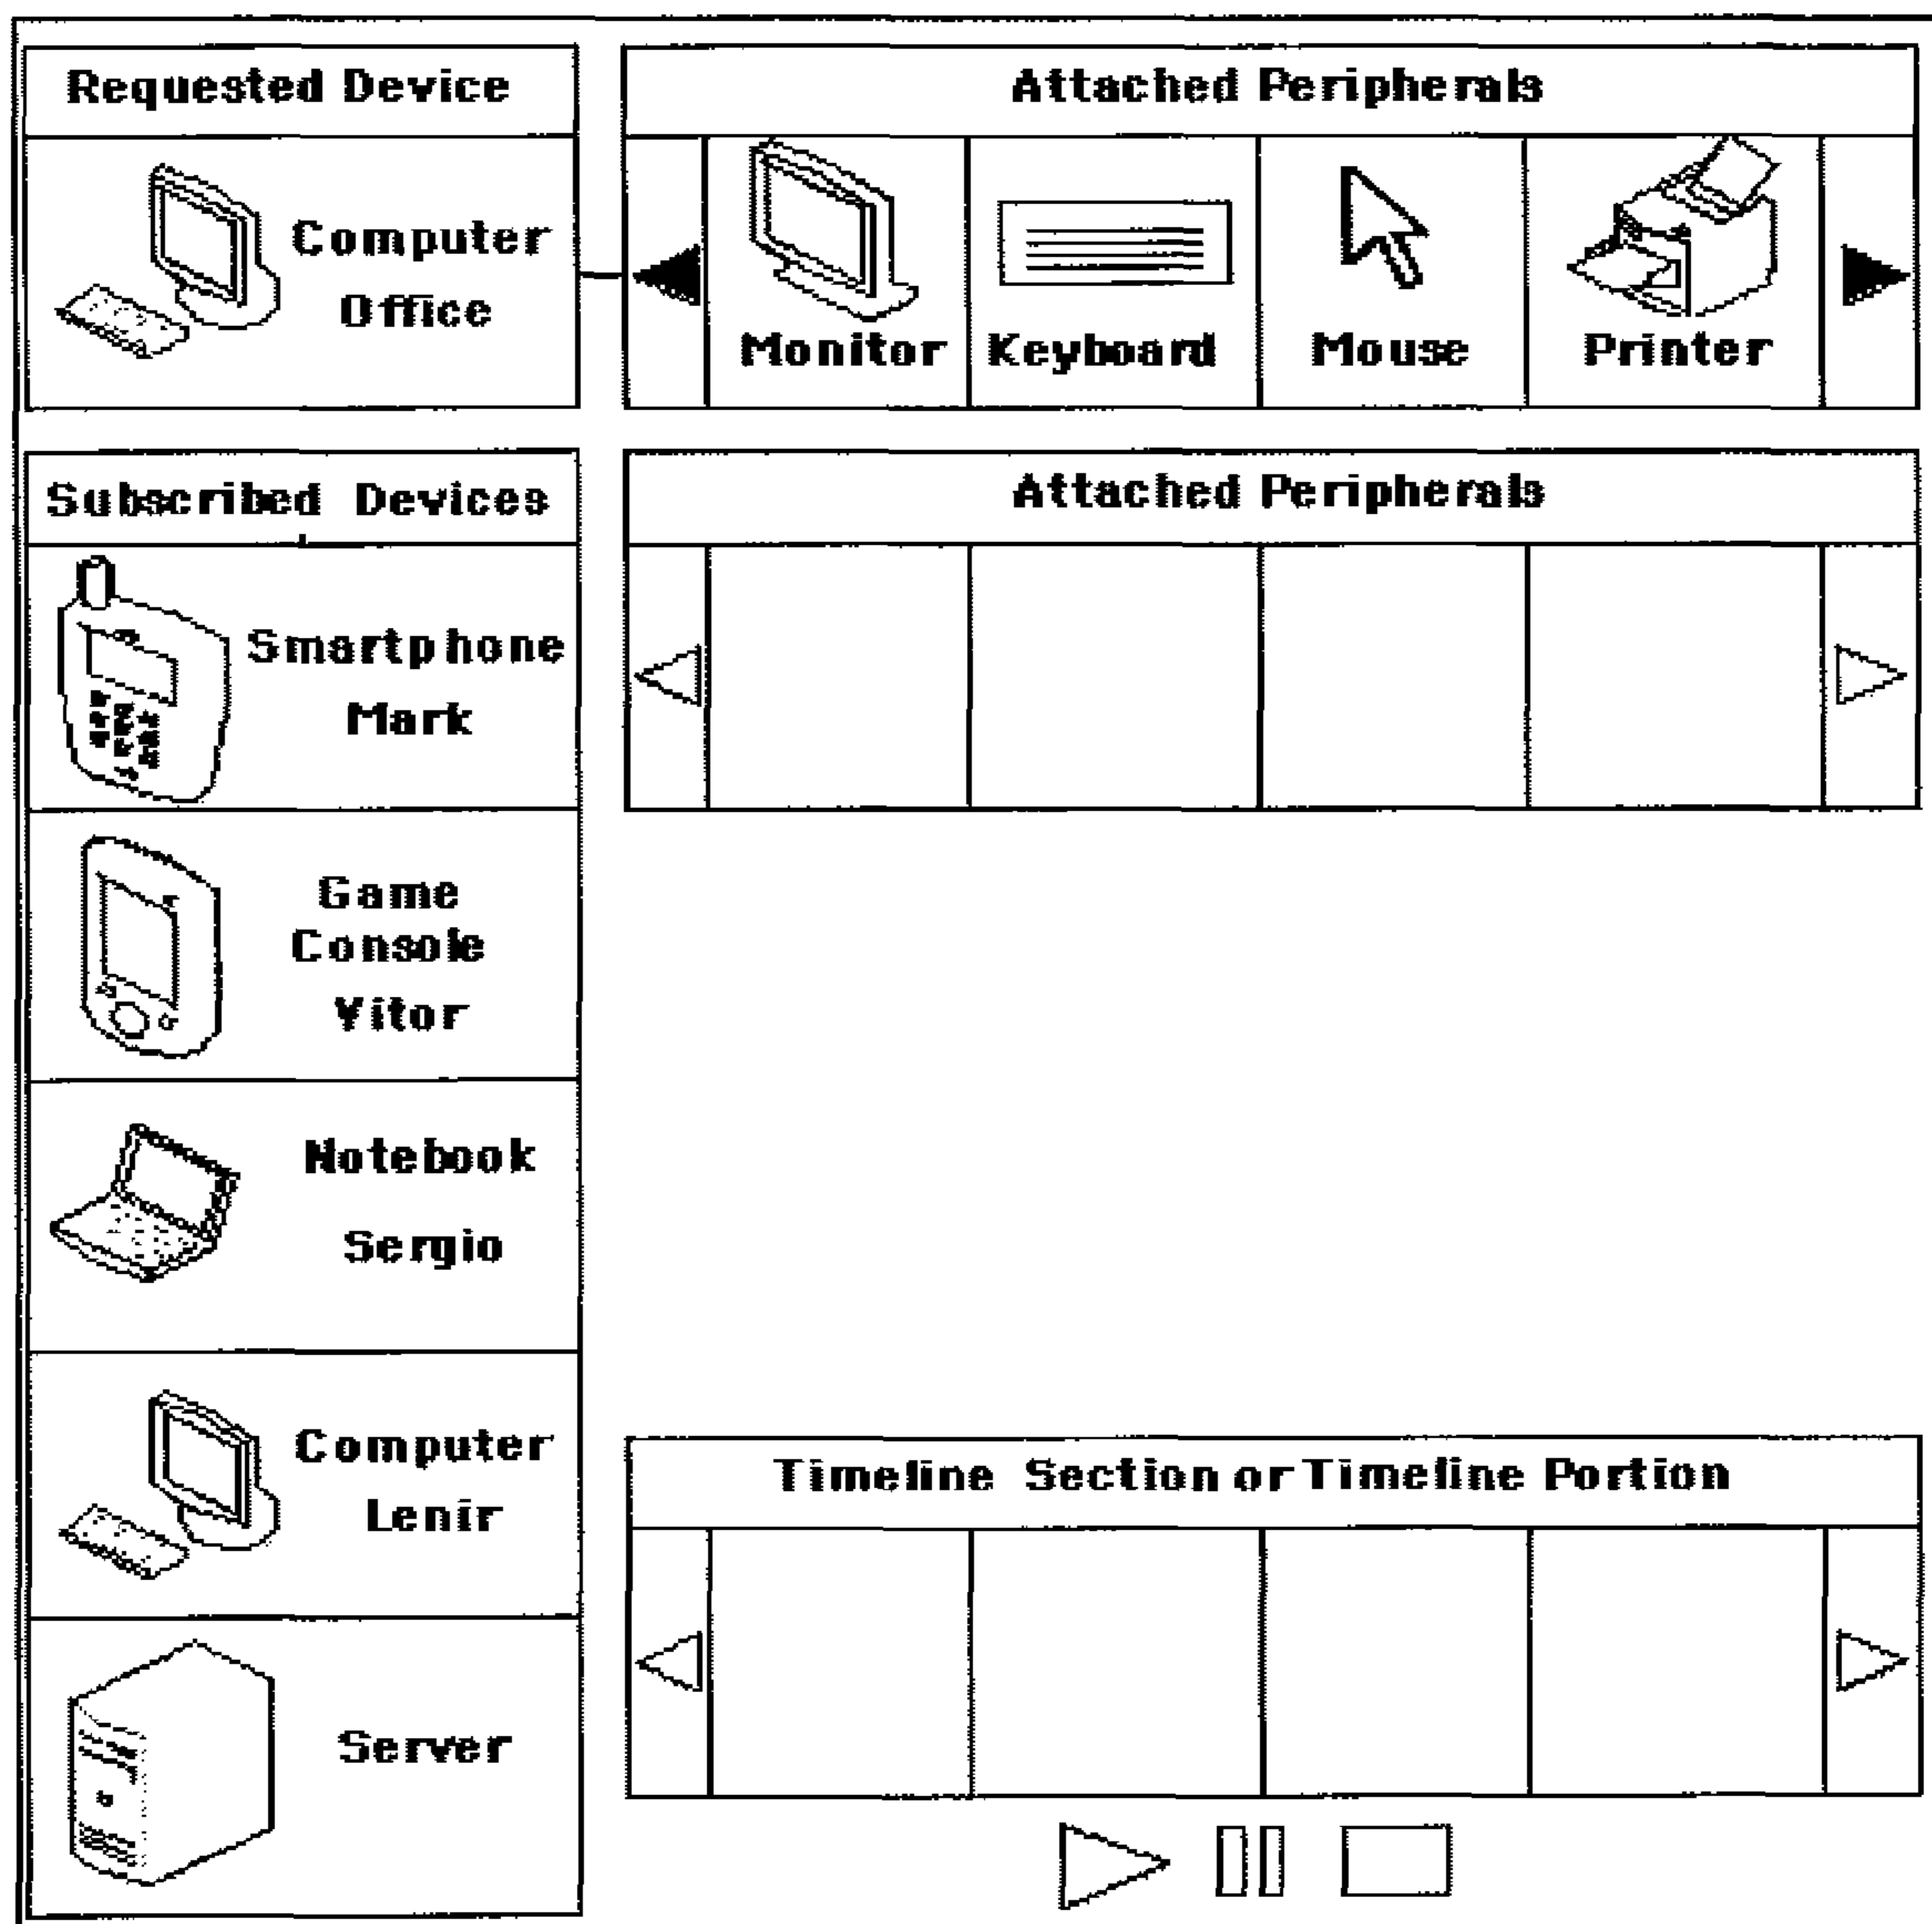 Requested Device
Attached Peripherals
Computer
Office
Monitor
Keyboard
Mouse
Printer
Subscribed Devices
Attached Peripherals
Smartphone
Mark
Game
Console
Vitor
Notebook
Sergio
Computer
Lenir
Timeline Section or Timeline Portion
Server